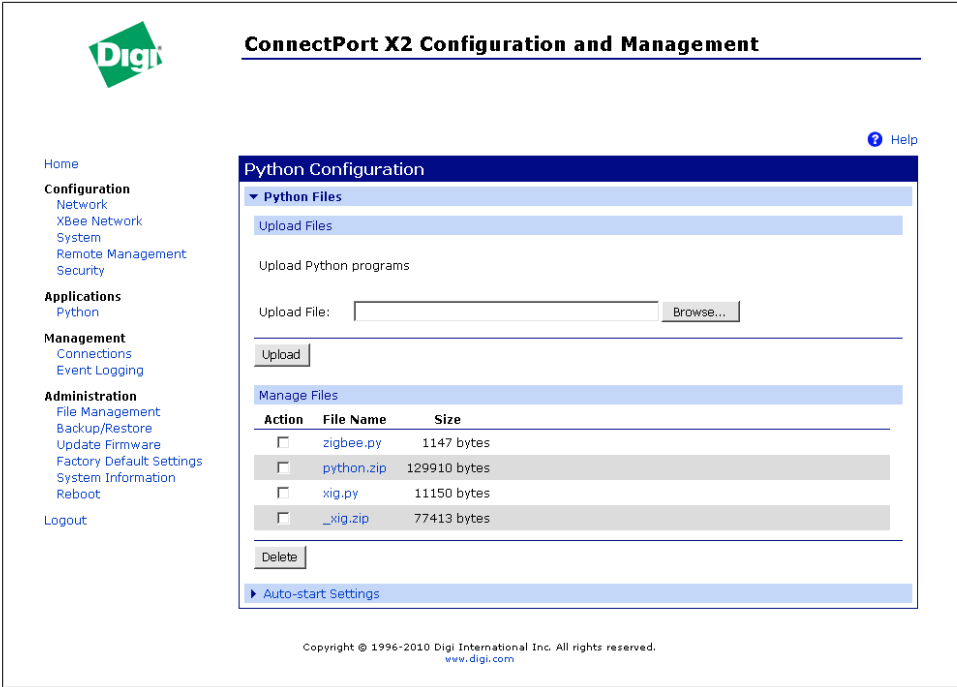 Digi
ConnectPort X2 Configuration and Management
Help
Home
Configuration
Network
XBee Network
System
Remote Management
Security
Applications
Python
Management
Connections
Event Logging
Administration
File Management
Backup/Restore
Update Firmware
Factory Default Settings
System Information
Reboot
Logout
Python Configuration
Python Files
Upload Files
Upload Python programs
Upload File: Browse...
Upload
Manage Files
Action File Name Size
zigbee.py 1147 bytes
python.zip 129910 bytes
xig.py 11150 bytes
_xig.zip 77413 bytes
Delete
Auto-start Settings
Copyright © 1996-2010 Digi International Inc. All rights reserved.
www.digi.com